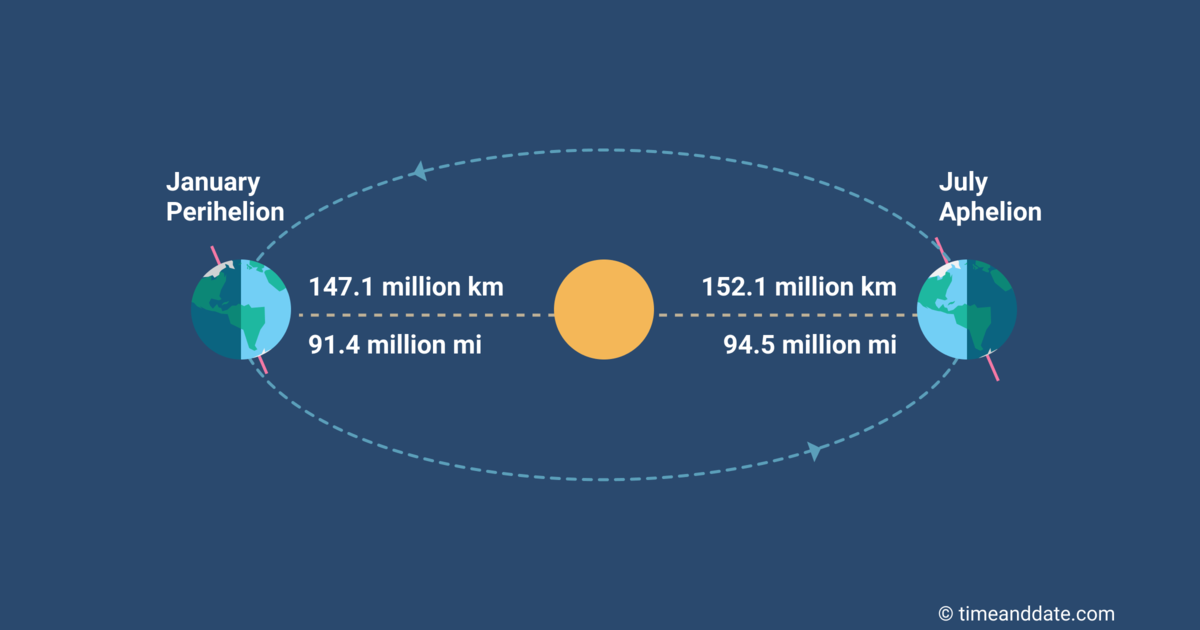 January
Perihelion
July
Aphelion
147.1 million km
152.1 million km
91.4 million mi
94.5 million mi
© timeanddate.com